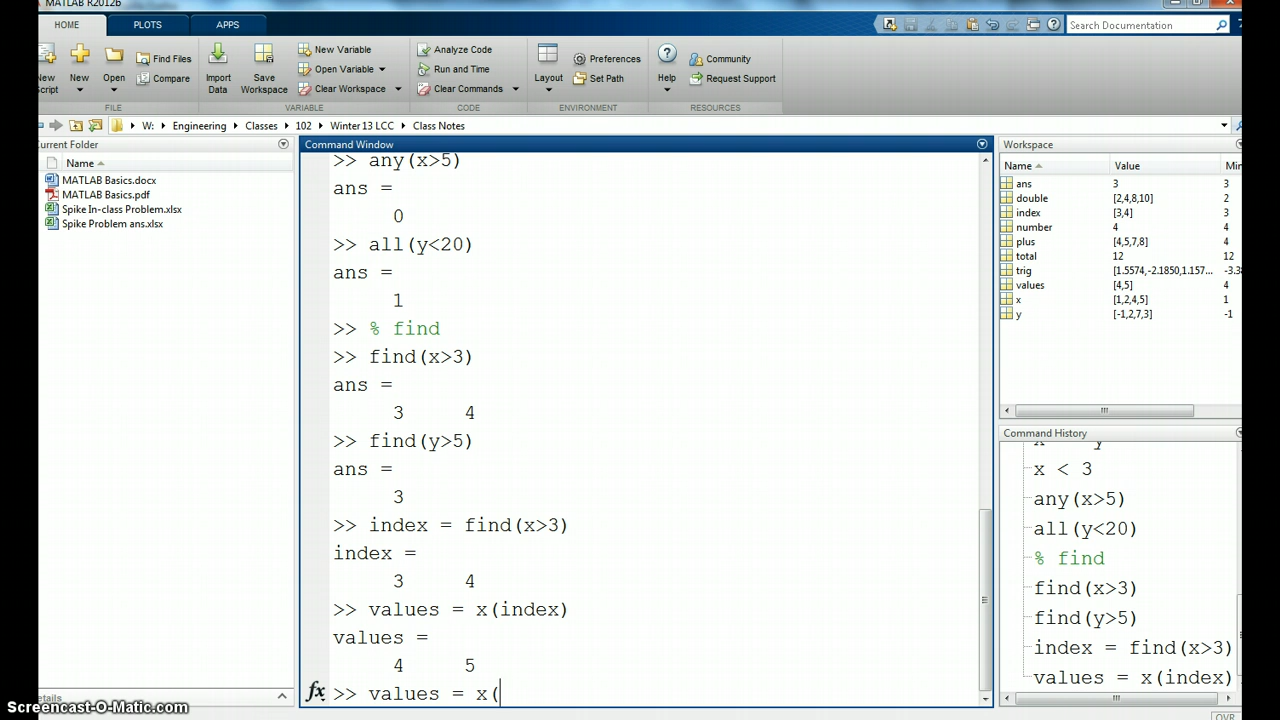 MATLAB R2012b
HOME PLOTS APPS
Search Documentation
New Script
New
Open
Find Files
Compare
FILE
Import Data
Save Workspace
New Variable
Open Variable
Clear Workspace
VARIABLE
Analyze Code
Run and Time
Clear Commands
CODE
Layout
Preferences
Set Path
ENVIRONMENT
Help
Community
Request Support
RESOURCES
W: Engineering Classes 102 Winter 13 LCC Class Notes
urrent Folder
Name
MATLAB Basics.docx
MATLAB Basics.pdf
Spike In-class Problem.xlsx
Spike Problem ans.xlsx
etails
Command Window
>> any(x>5)
ans =
0
>> all(y<20)
ans =
1
>> % find
>> find(x>3)
ans =
3 4
>> find(y>5)
ans =
3
>> index = find(x>3)
index =
3 4
>> values = x(index)
values =
4 5
fx >> values = x(
Workspace
Name Value Min
ans 3 3
double [2,4,8,10] 2
index [3,4] 3
number 4 4
plus [4,5,7,8] 4
total 12 12
trig [1.5574,-2.1850,1.157... -3.38
values [4,5] 4
x [1,2,4,5] 1
y [-1,2,7,3] -1
Command History
x < 3
any(x>5)
all(y<20)
% find
find(x>3)
find(y>5)
index = find(x>3)
values = x(index)
OVR
Screencast-O-Matic.com